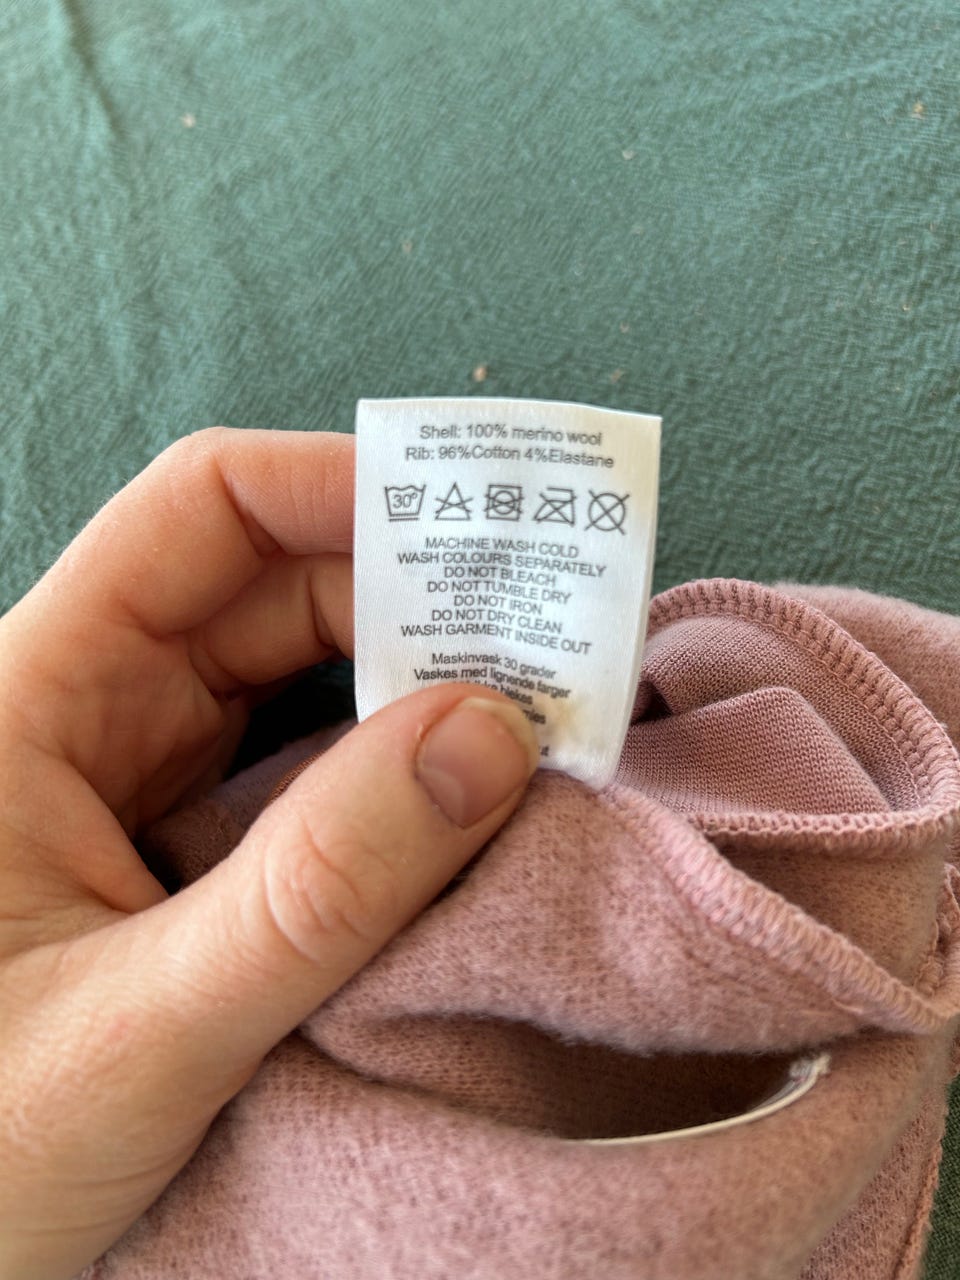 Shell: 100% merino wool
Rib: 96%Cotton 4%Elastane
30°
MACHINE WASH COLD
WASH COLOURS SEPARATELY
DO NOT BLEACH
DO NOT TUMBLE DRY
DO NOT IRON
DO NOT DRY CLEAN
WASH GARMENT INSIDE OUT
Maskinvask 30 grader
Vaskes med lignende farger
blekes